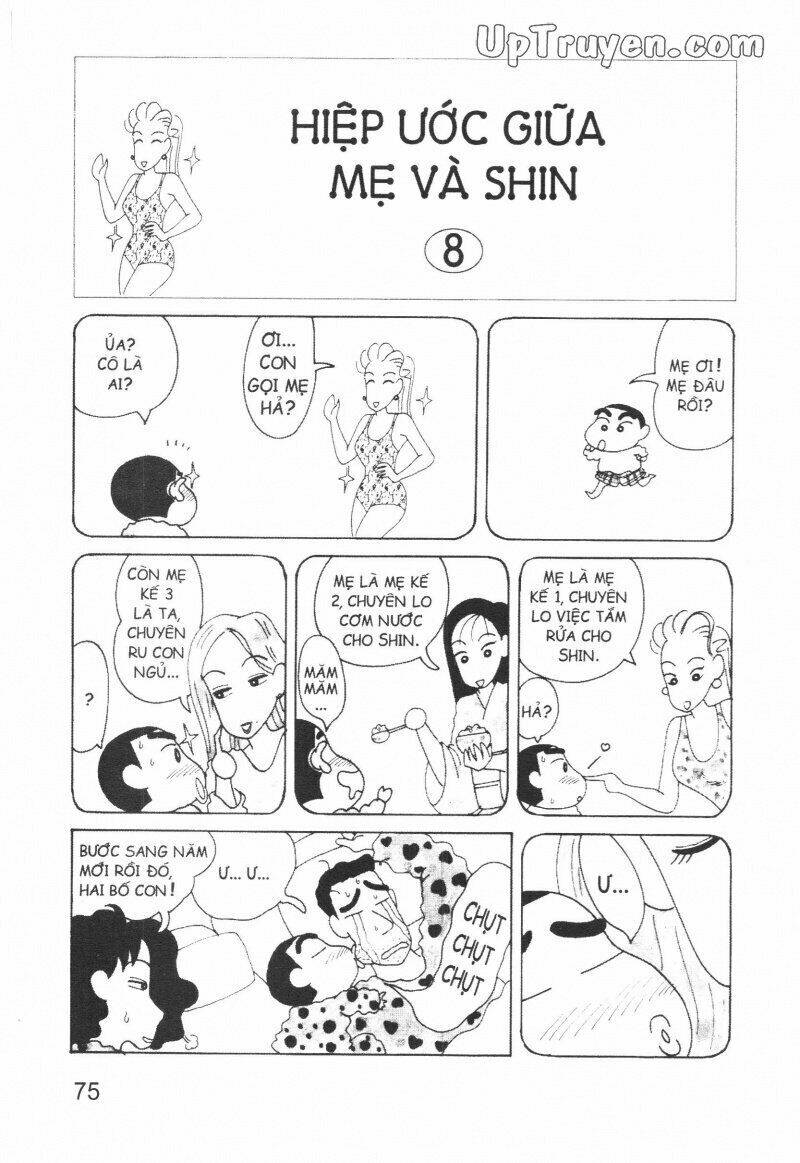 UpTruyen.com
HIỆP ƯỚC GIỮA
MẸ VÀ SHIN
8
MẸ ƠI!
MẸ ĐÂU
RỒI?
ƠI...
CON
GỌI MẸ
HẢ?
ỦA?
CÔ LÀ
AI?
MẸ LÀ MẸ
KẾ 1, CHUYÊN
LO VIỆC TẮM
RỬA CHO
SHIN.
HẢ?
MẸ LÀ MẸ KẾ
2, CHUYÊN LO
CƠM NƯỚC
CHO SHIN.
MĂM
MĂM
...
CÒN MẸ
KẾ 3
LÀ TA,
CHUYÊN
RU CON
NGỦ...
?
Ư...
CHỤT
CHỤT
CHỤT
Ư... Ư...
BƯỚC SANG NĂM
MỚI RỒI ĐÓ,
HAI BỐ CON!
75